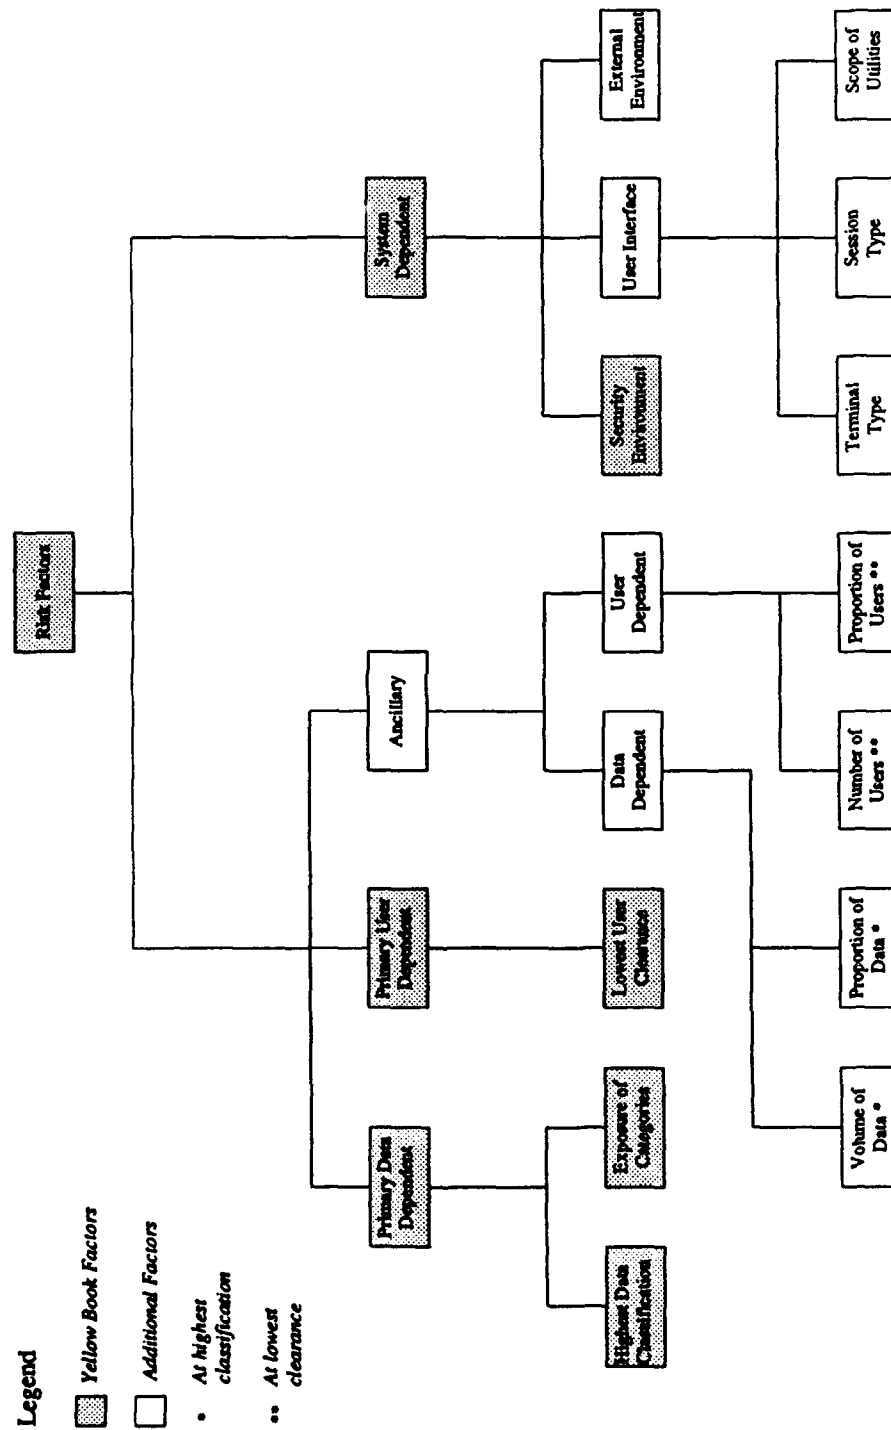 Legend
Yellow Book Factors
Additional Factors
* At highest
classification
** At lowest
clearance
Risk Factors
Primary Data
Dependent
Primary User
Dependent
Ancillary
System
Dependent
Highest Data
Classification
Exposure of
Categories
Lowest User
Clearance
Data
Dependent
User
Dependent
Security
Environment
User Interface
External
Environment
Volume of
Data *
Proportion of
Data *
Number of
Users **
Proportion of
Users **
Terminal
Type
Session
Type
Scope of
Utilities